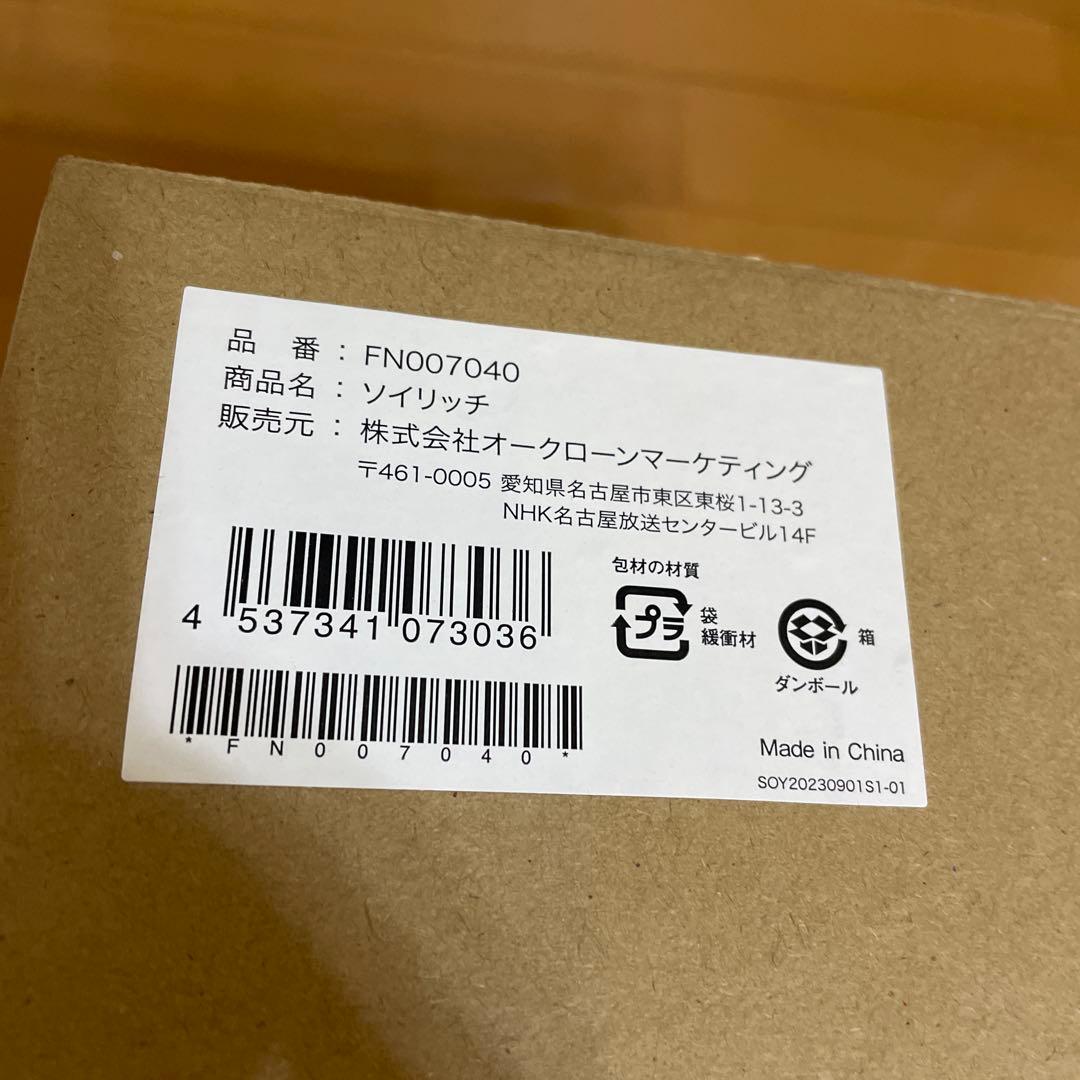 品 番 : FN007040
商品名 : ソイリッチ
販売元 : 株式会社オークローンマーケティング
〒461-0005 愛知県名古屋市東区東桜1-13-3
NHK名古屋放送センタービル14F
包材の材質
プラ 袋
緩衝材
箱
ダンボール
4 537341 073036
*FN007040*
Made in China
SOY20230901S1-01